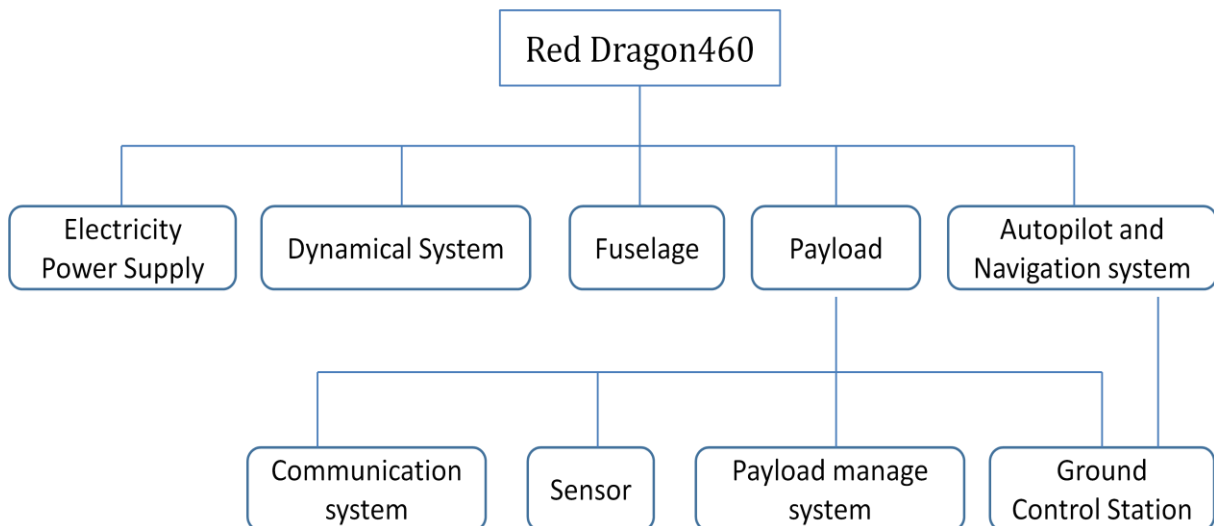 Red Dragon460
Electricity
Power Supply
Dynamical System
Fuselage
Payload
Autopilot and
Navigation system
Communication
system
Sensor
Payload manage
system
Ground
Control Station